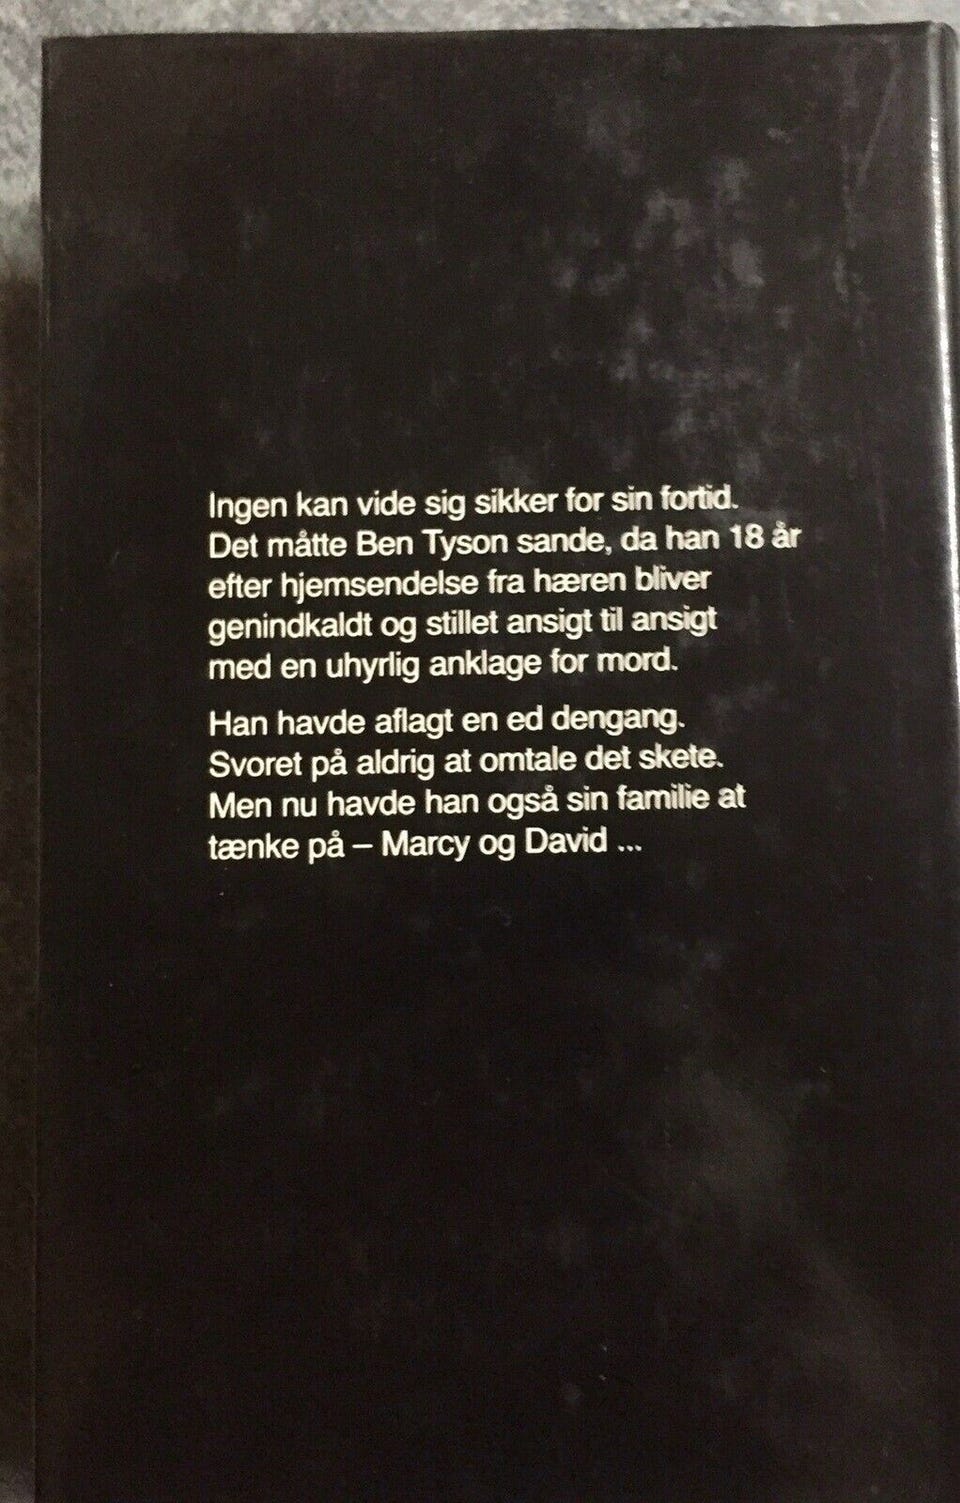 Ingen kan vide sig sikker for sin fortid.
Det måtte Ben Tyson sande, da han 18 år
efter hjemsendelse fra hæren bliver
genindkaldt og stillet ansigt til ansigt
med en uhyrlig anklage for mord.
Han havde aflagt en ed dengang.
Svoret på aldrig at omtale det skete.
Men nu havde han også sin familie at
tænke på – Marcy og David ...